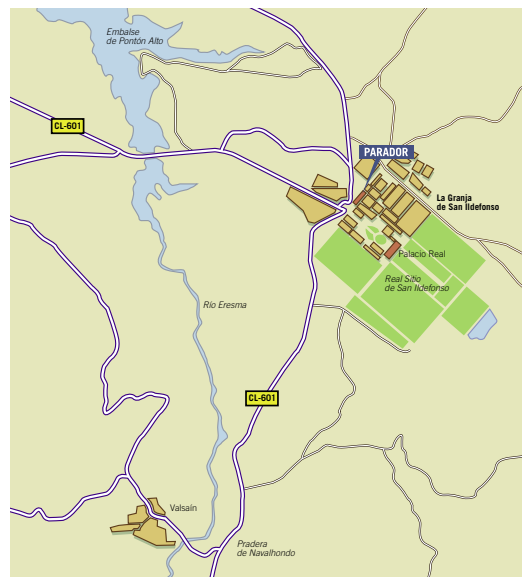 Embalse
de Pontón Alto
CL-601
PARADOR
La Granja
de San Ildefonso
Palacio Real
Real Sitio
de San Ildefonso
Río Eresma
CL-601
Valsaín
Pradera
de Navalhondo